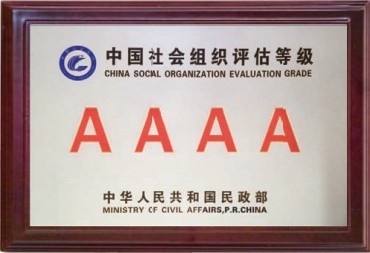 中国社会组织评估等级
CHINA SOCIAL ORGANIZATION EVALUATION GRADE
AAAA
中华人民共和国民政部
MINISTRY OF CIVIL AFFAIRS,P.R.CHINA